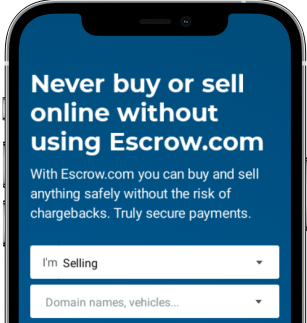 Never buy or sell
online without
using Escrow.com
With Escrow.com you can buy and sell
anything safely without the risk of
chargebacks. Truly secure payments.
I'm Selling
Domain names, vehicles...